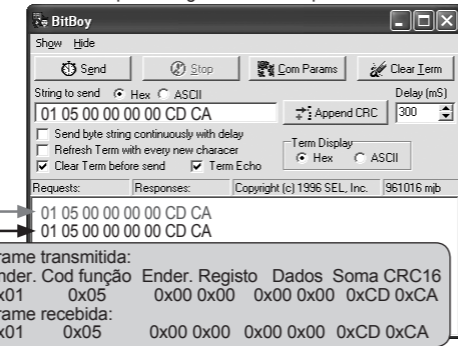 BitBoy
Show Hide
Send Stop Com Params Clear Term
String to send Hex ASCII Delay (mS)
01 05 00 00 00 00 CD CA Append CRC 300
Send byte string continuously with delay
Refresh Term with every new characer
Clear Term before send Term Echo
Term Display
Hex ASCII
Requests: Responses: Copyright (c) 1996 SEL, Inc. 961016 mjb
01 05 00 00 00 00 CD CA
01 05 00 00 00 00 CD CA
rame transmitida:
nder. Cod função Ender. Registo Dados Soma CRC16
x01 0x05 0x00 0x00 0x00 0x00 0xCD 0xCA
rame recebida:
x01 0x05 0x00 0x00 0x00 0x00 0xCD 0xCA